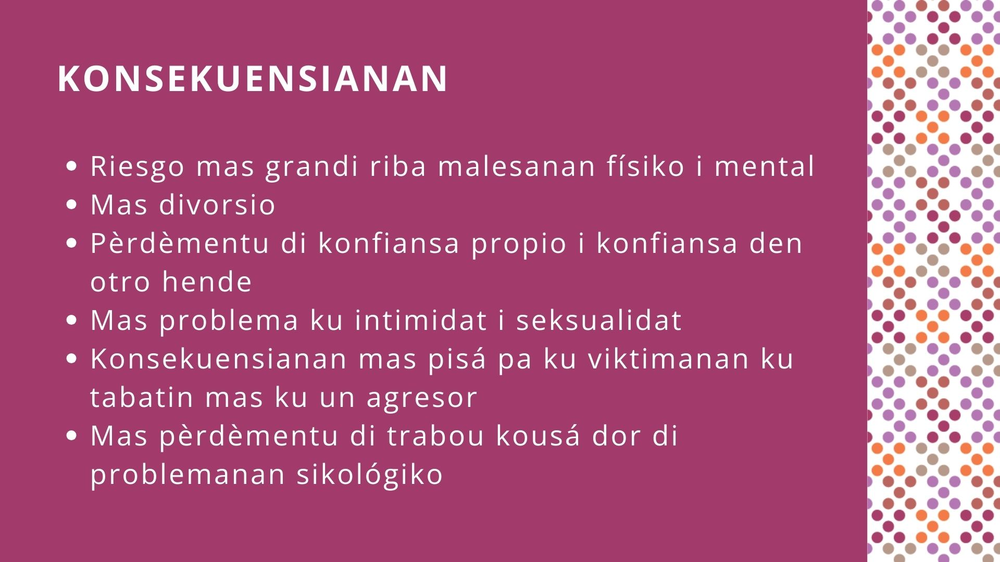 KONSEKUENSIANAN
• Riesgo mas grandi riba malesanan físiko i mental
• Mas divorsio
• Pèrdèmentu di konfiansa propio i konfiansa den
otro hende
• Mas problema ku intimidat i seksualidat
• Konsekuensianan mas pisá pa ku viktimanan ku
tabatin mas ku un agresor
• Mas pèrdèmentu di trabou kousá dor di
problemanan sikológiko